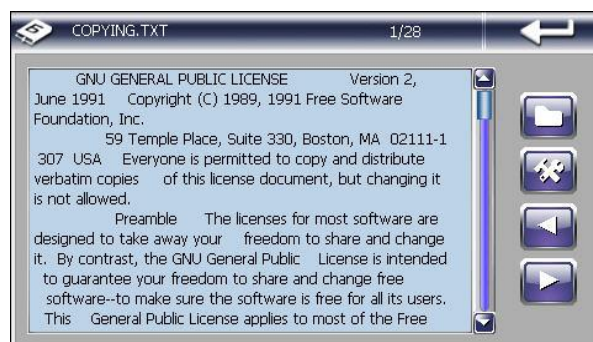 COPYING.TXT 1/28
GNU GENERAL PUBLIC LICENSE Version 2,
June 1991 Copyright (C) 1989, 1991 Free Software
Foundation, Inc.
59 Temple Place, Suite 330, Boston, MA 02111-1
307 USA Everyone is permitted to copy and distribute
verbatim copies of this license document, but changing it
is not allowed.
Preamble The licenses for most software are
designed to take away your freedom to share and change
it. By contrast, the GNU General Public License is intended
to guarantee your freedom to share and change free
software--to make sure the software is free for all its users.
This General Public License applies to most of the Free